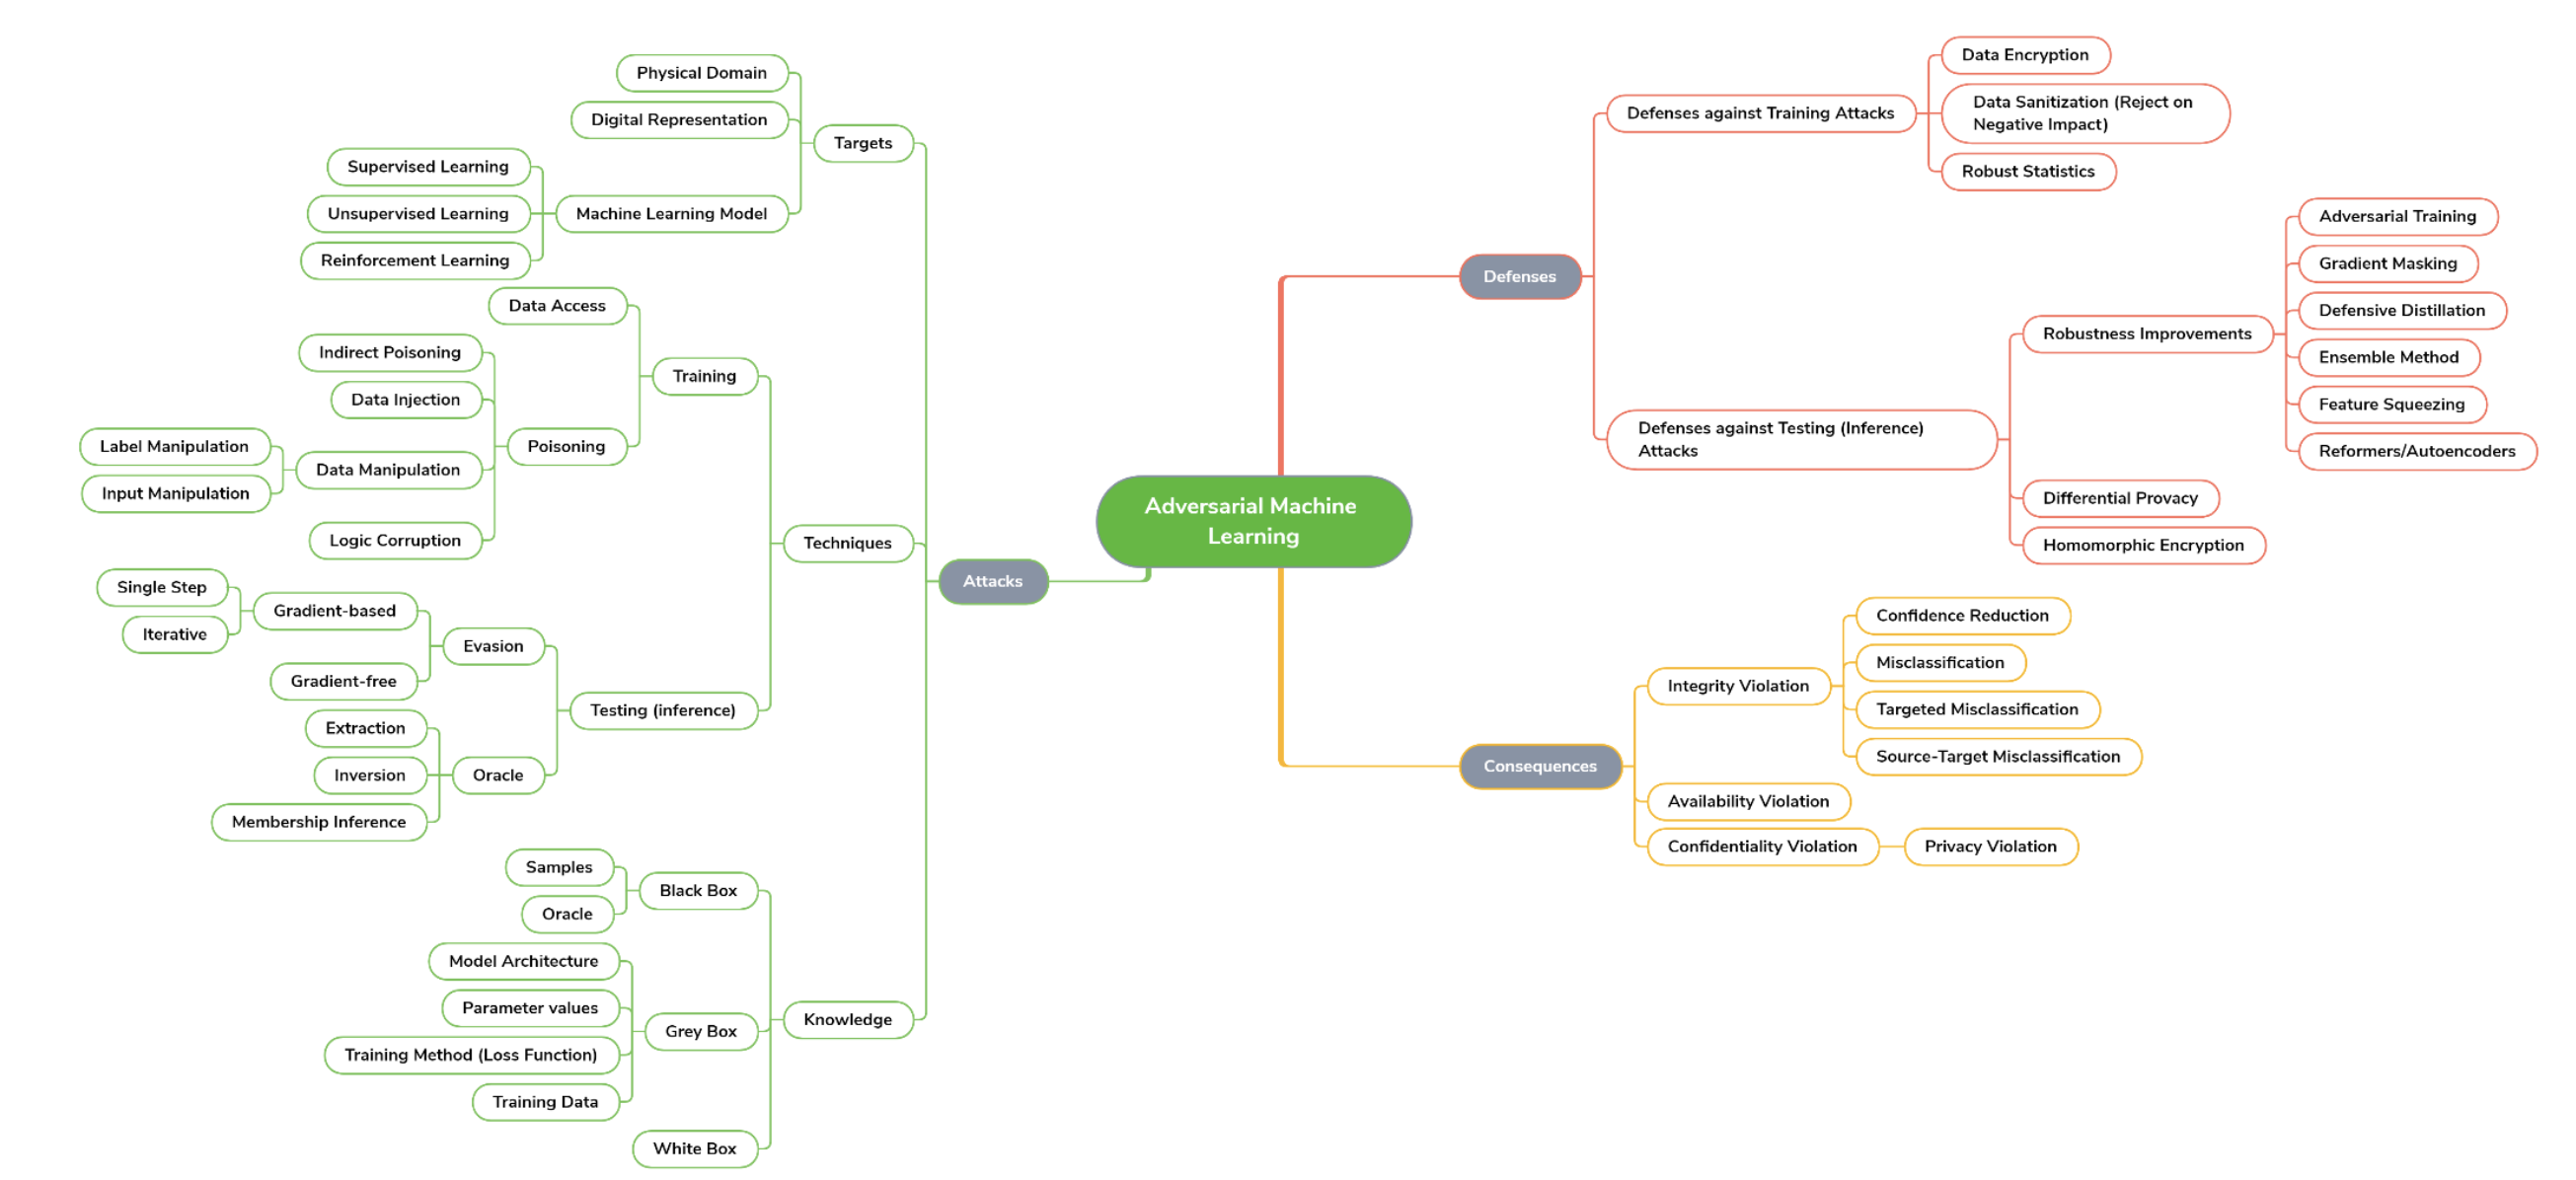 Adversarial Machine
Learning
Attacks
Targets
Physical Domain
Digital Representation
Machine Learning Model
Supervised Learning
Unsupervised Learning
Reinforcement Learning
Techniques
Training
Data Access
Poisoning
Indirect Poisoning
Data Injection
Data Manipulation
Label Manipulation
Input Manipulation
Logic Corruption
Testing (inference)
Evasion
Gradient-based
Single Step
Iterative
Gradient-free
Oracle
Extraction
Inversion
Membership Inference
Knowledge
Black Box
Samples
Oracle
Grey Box
Model Architecture
Parameter values
Training Method (Loss Function)
Training Data
White Box
Defenses
Defenses against Training Attacks
Data Encryption
Data Sanitization (Reject on
Negative Impact)
Robust Statistics
Defenses against Testing (Inference)
Attacks
Robustness Improvements
Adversarial Training
Gradient Masking
Defensive Distillation
Ensemble Method
Feature Squeezing
Reformers/Autoencoders
Differential Provacy
Homomorphic Encryption
Consequences
Integrity Violation
Confidence Reduction
Misclassification
Targeted Misclassification
Source-Target Misclassification
Availability Violation
Confidentiality Violation
Privacy Violation